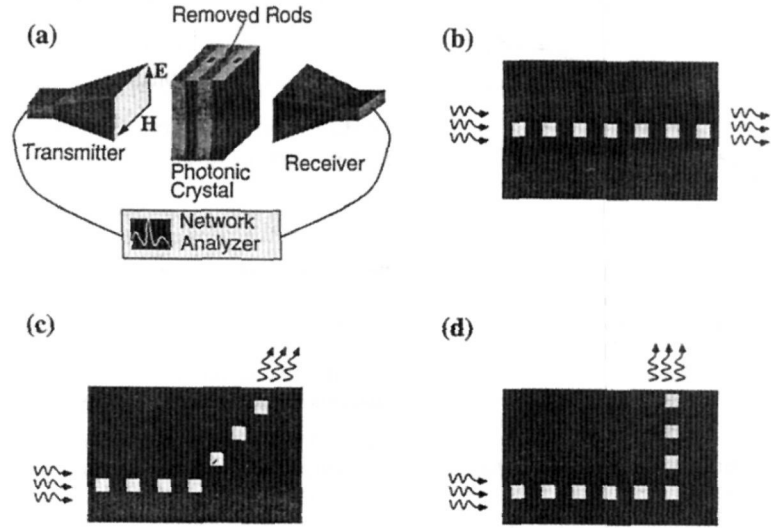 (a)
Removed Rods
E
H
Transmitter
Photonic
Crystal
Receiver
Network
Analyzer
(b)
(c)
(d)